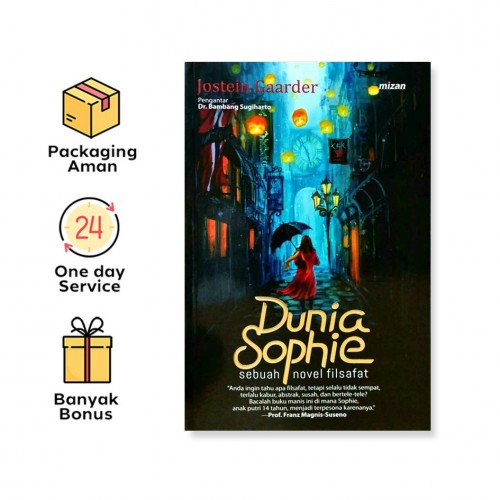 Packaging
Aman
24
One day
Service
Banyak
Bonus
Jostein Gaarder
mizan
Pengantar
Dr. Bambang Sugiharto
Dunia
Sophie
sebuah novel filsafat
"Anda ingin tahu apa filsafat, tetapi selalu tidak sempat,
terlalu kabur, abstrak, susah, dan bertele-tele?
Bacalah buku manis ini di mana Sophie,
anak putri 14 tahun, menjadi terpesona karenanya."
—Prof. Franz Magnis-Suseno